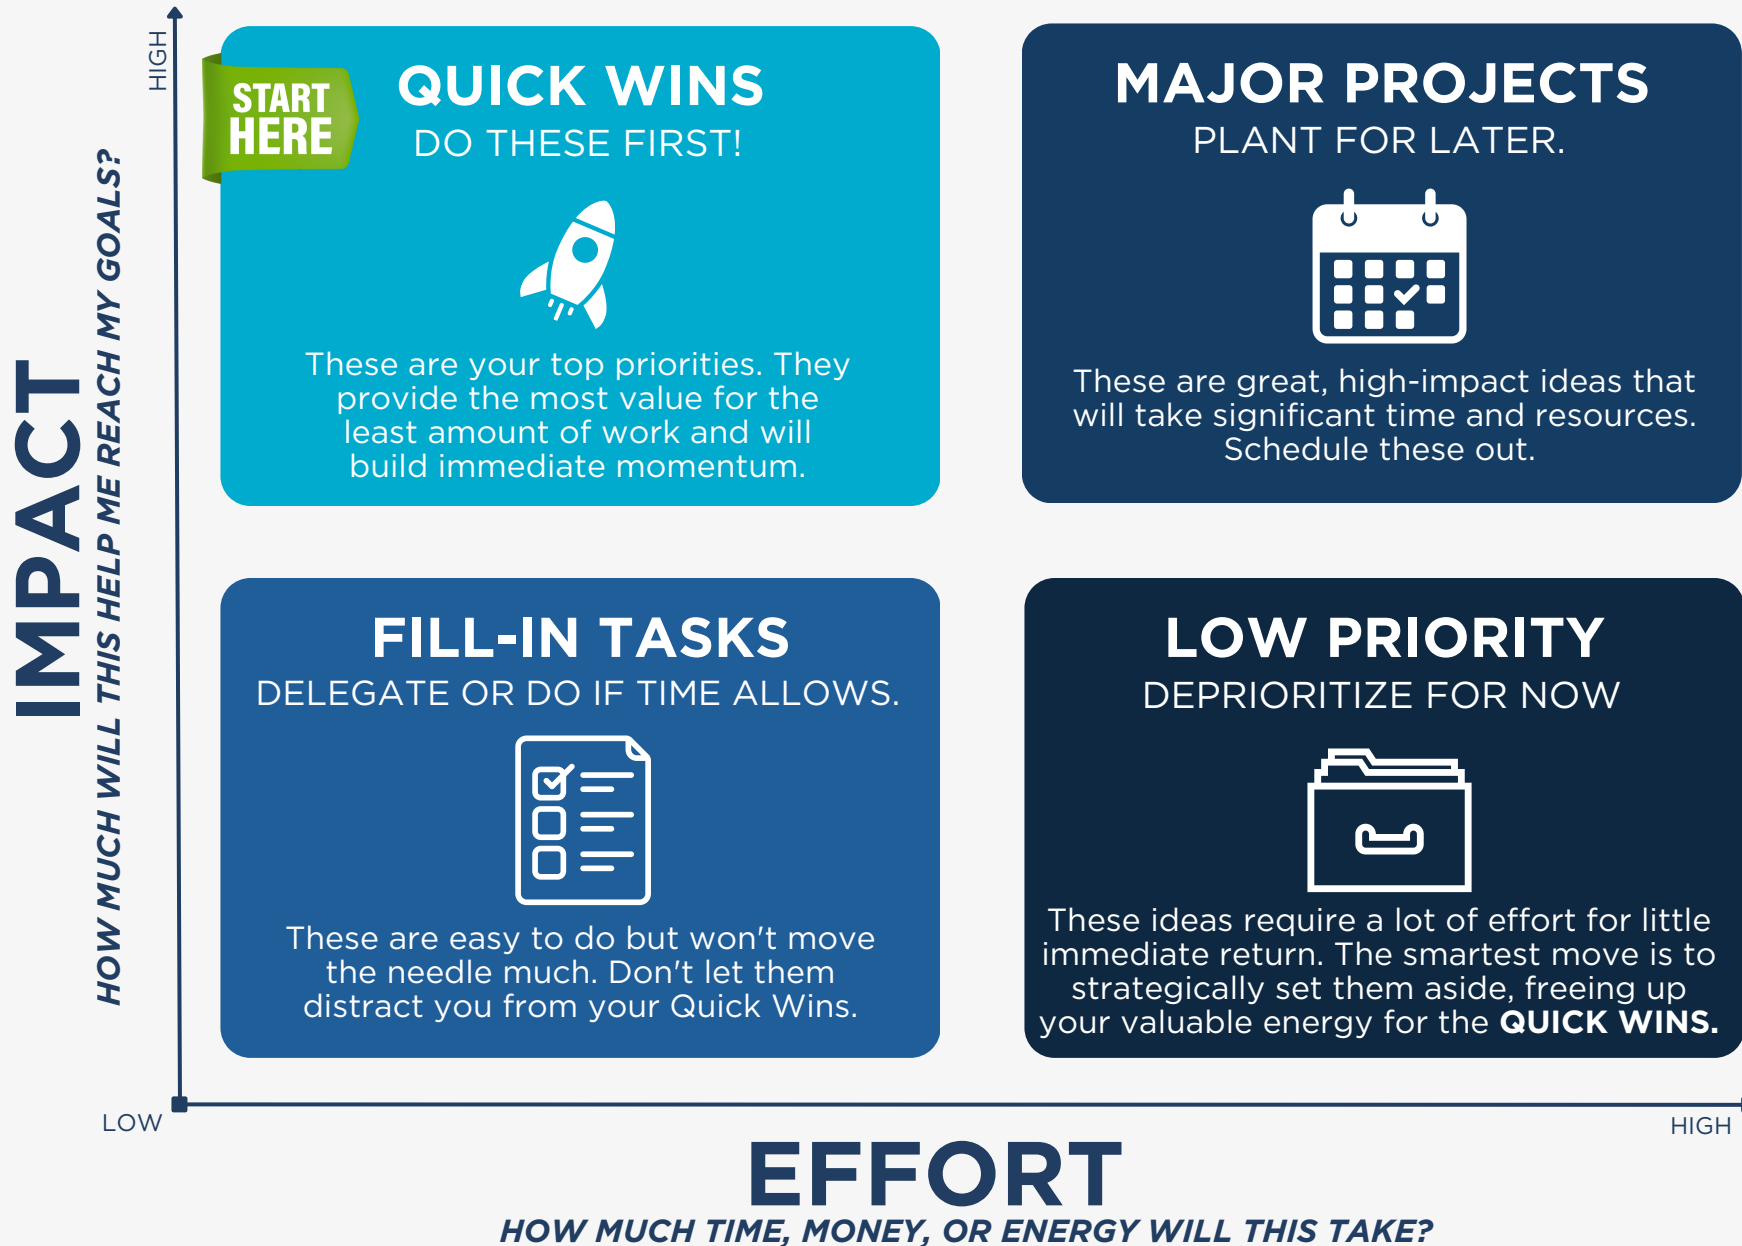 HIGH
START
HERE
QUICK WINS
DO THESE FIRST!
These are your top priorities. They
provide the most value for the
least amount of work and will
build immediate momentum.
MAJOR PROJECTS
PLANT FOR LATER.
These are great, high-impact ideas that
will take significant time and resources.
Schedule these out.
IMPACT
HOW MUCH WILL THIS HELP ME REACH MY GOALS?
FILL-IN TASKS
DELEGATE OR DO IF TIME ALLOWS.
These are easy to do but won't move
the needle much. Don't let them
distract you from your Quick Wins.
LOW PRIORITY
DEPRIORITIZE FOR NOW
These ideas require a lot of effort for little
immediate return. The smartest move is to
strategically set them aside, freeing up
your valuable energy for the QUICK WINS.
LOW
HIGH
EFFORT
HOW MUCH TIME, MONEY, OR ENERGY WILL THIS TAKE?